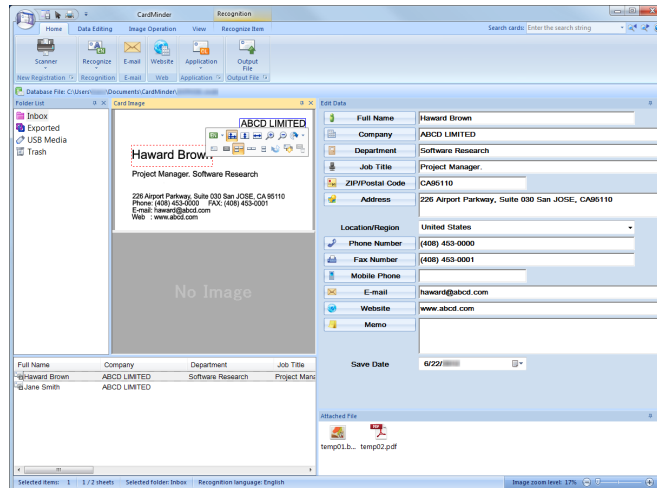 CardMinder
Recognition
Home Data Editing Image Operation View Recognize Item
Search cards: Enter the search string
Scanner Recognize E-mail Website Application Output File
New Registration Recognition E-mail Web Application Output File
Database File: C:\Users\ \Documents\CardMinder\
Folder List
Inbox
Exported
USB Media
Trash
Card Image
ABCD LIMITED
Haward Brown
Project Manager. Software Research
226 Airport Parkway, Suite 030 San JOSE, CA 95110
Phone: (408) 453-0000 FAX: (408) 453-0001
E-mail: haward@abcd.com
Web : www.abcd.com
No Image
Edit Data
Full Name Haward Brown
Company ABCD LIMITED
Department Software Research
Job Title Project Manager.
ZIP/Postal Code CA95110
Address 226 Airport Parkway, Suite 030 San JOSE, CA95110
Location/Region United States
Phone Number (408) 453-0000
Fax Number (408) 453-0001
Mobile Phone
E-mail haward@abcd.com
Website www.abcd.com
Memo
Save Date 6/22/
Full Name Company Department Job Title
Haward Brown ABCD LIMITED Software Research Project Mana
Jane Smith ABCD LIMITED
Attached File
temp01.b... temp02.pdf
Selected items: 1 1 / 2 sheets Selected folder: Inbox Recognition language: English
Image zoom level: 17%